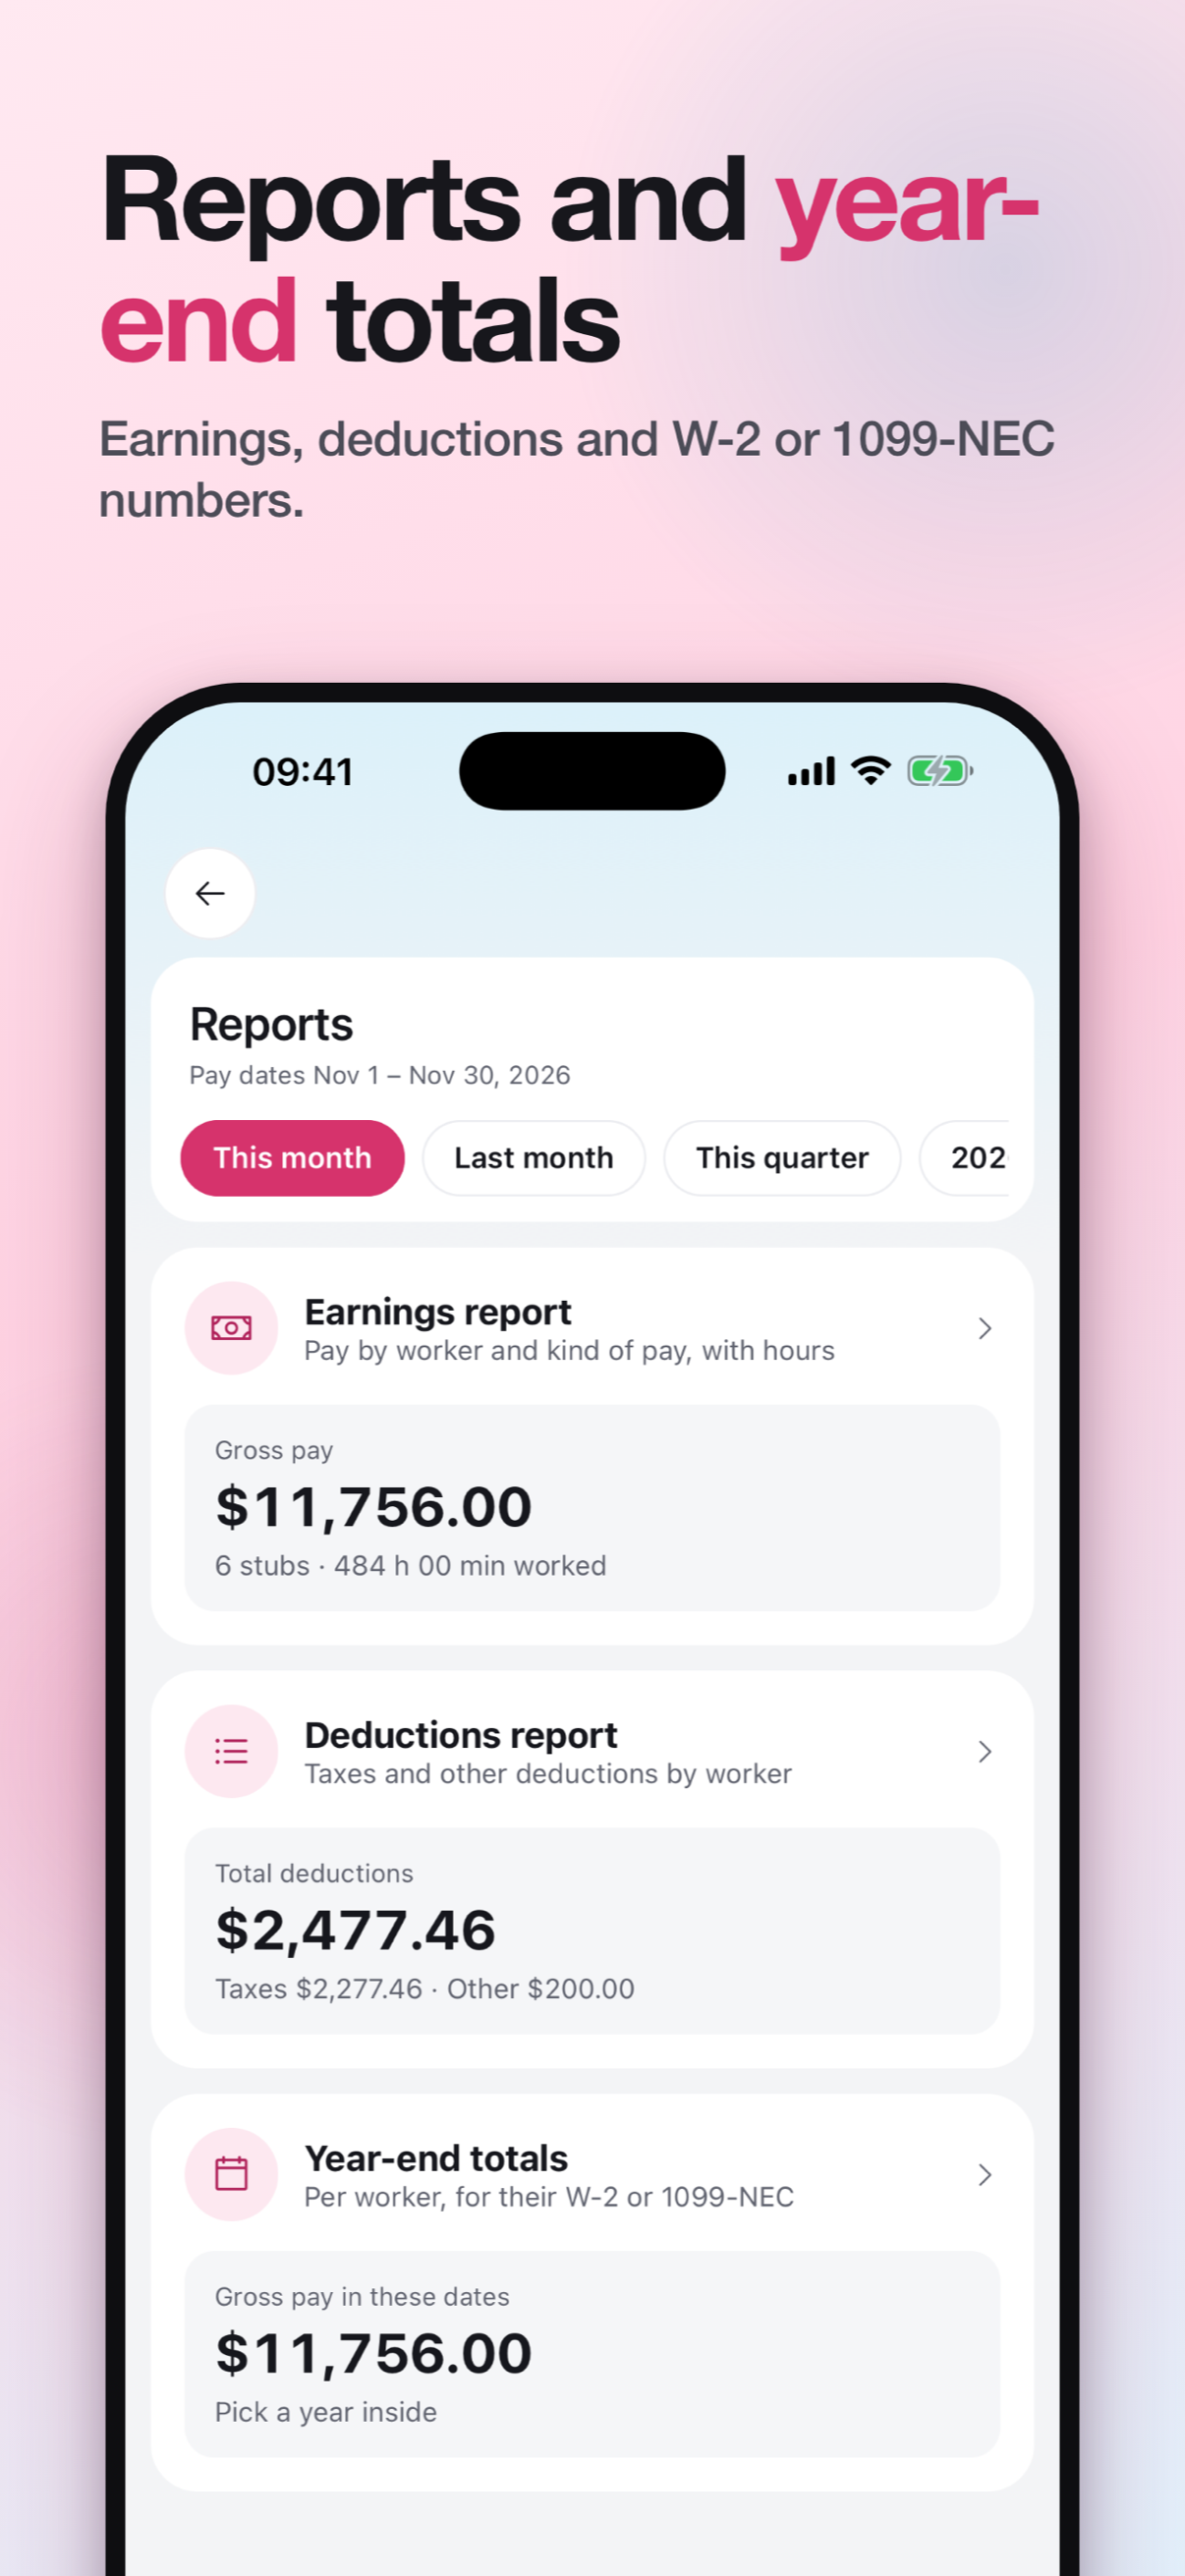 Reports and year-
end totals
Earnings, deductions and W-2 or 1099-NEC
numbers.
09:41
Reports
Pay dates Nov 1 – Nov 30, 2026
This month
Last month
This quarter
202
Earnings report
Pay by worker and kind of pay, with hours
Gross pay
$11,756.00
6 stubs · 484 h 00 min worked
Deductions report
Taxes and other deductions by worker
Total deductions
$2,477.46
Taxes $2,277.46 · Other $200.00
Year-end totals
Per worker, for their W-2 or 1099-NEC
Gross pay in these dates
$11,756.00
Pick a year inside